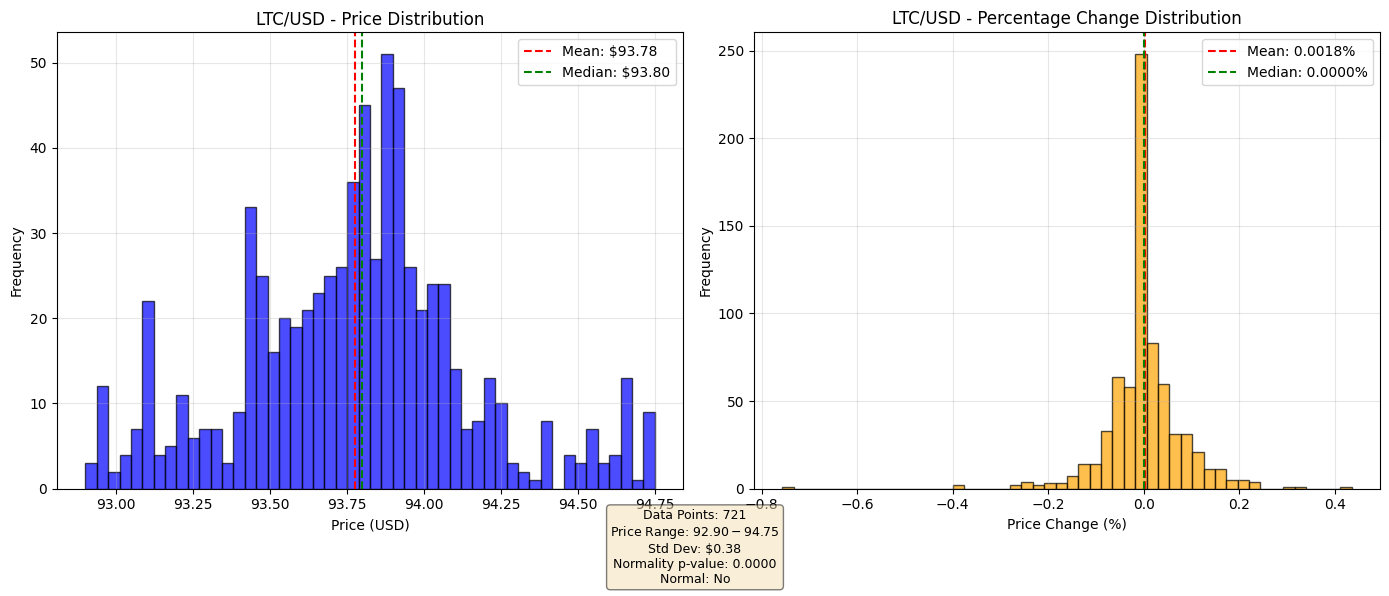 LTC/USD - Price Distribution
Mean: $93.78
Median: $93.80
Frequency
0
10
20
30
40
50
93.00
93.25
93.50
93.75
94.00
94.25
94.50
94.75
Price (USD)
LTC/USD - Percentage Change Distribution
Mean: 0.0018%
Median: 0.0000%
Frequency
0
50
100
150
200
250
−0.8
−0.6
−0.4
−0.2
0.0
0.2
0.4
Price Change (%)
Data Points: 721
Price Range: 92.90 − 94.75
Std Dev: $0.38
Normality p-value: 0.0000
Normal: No